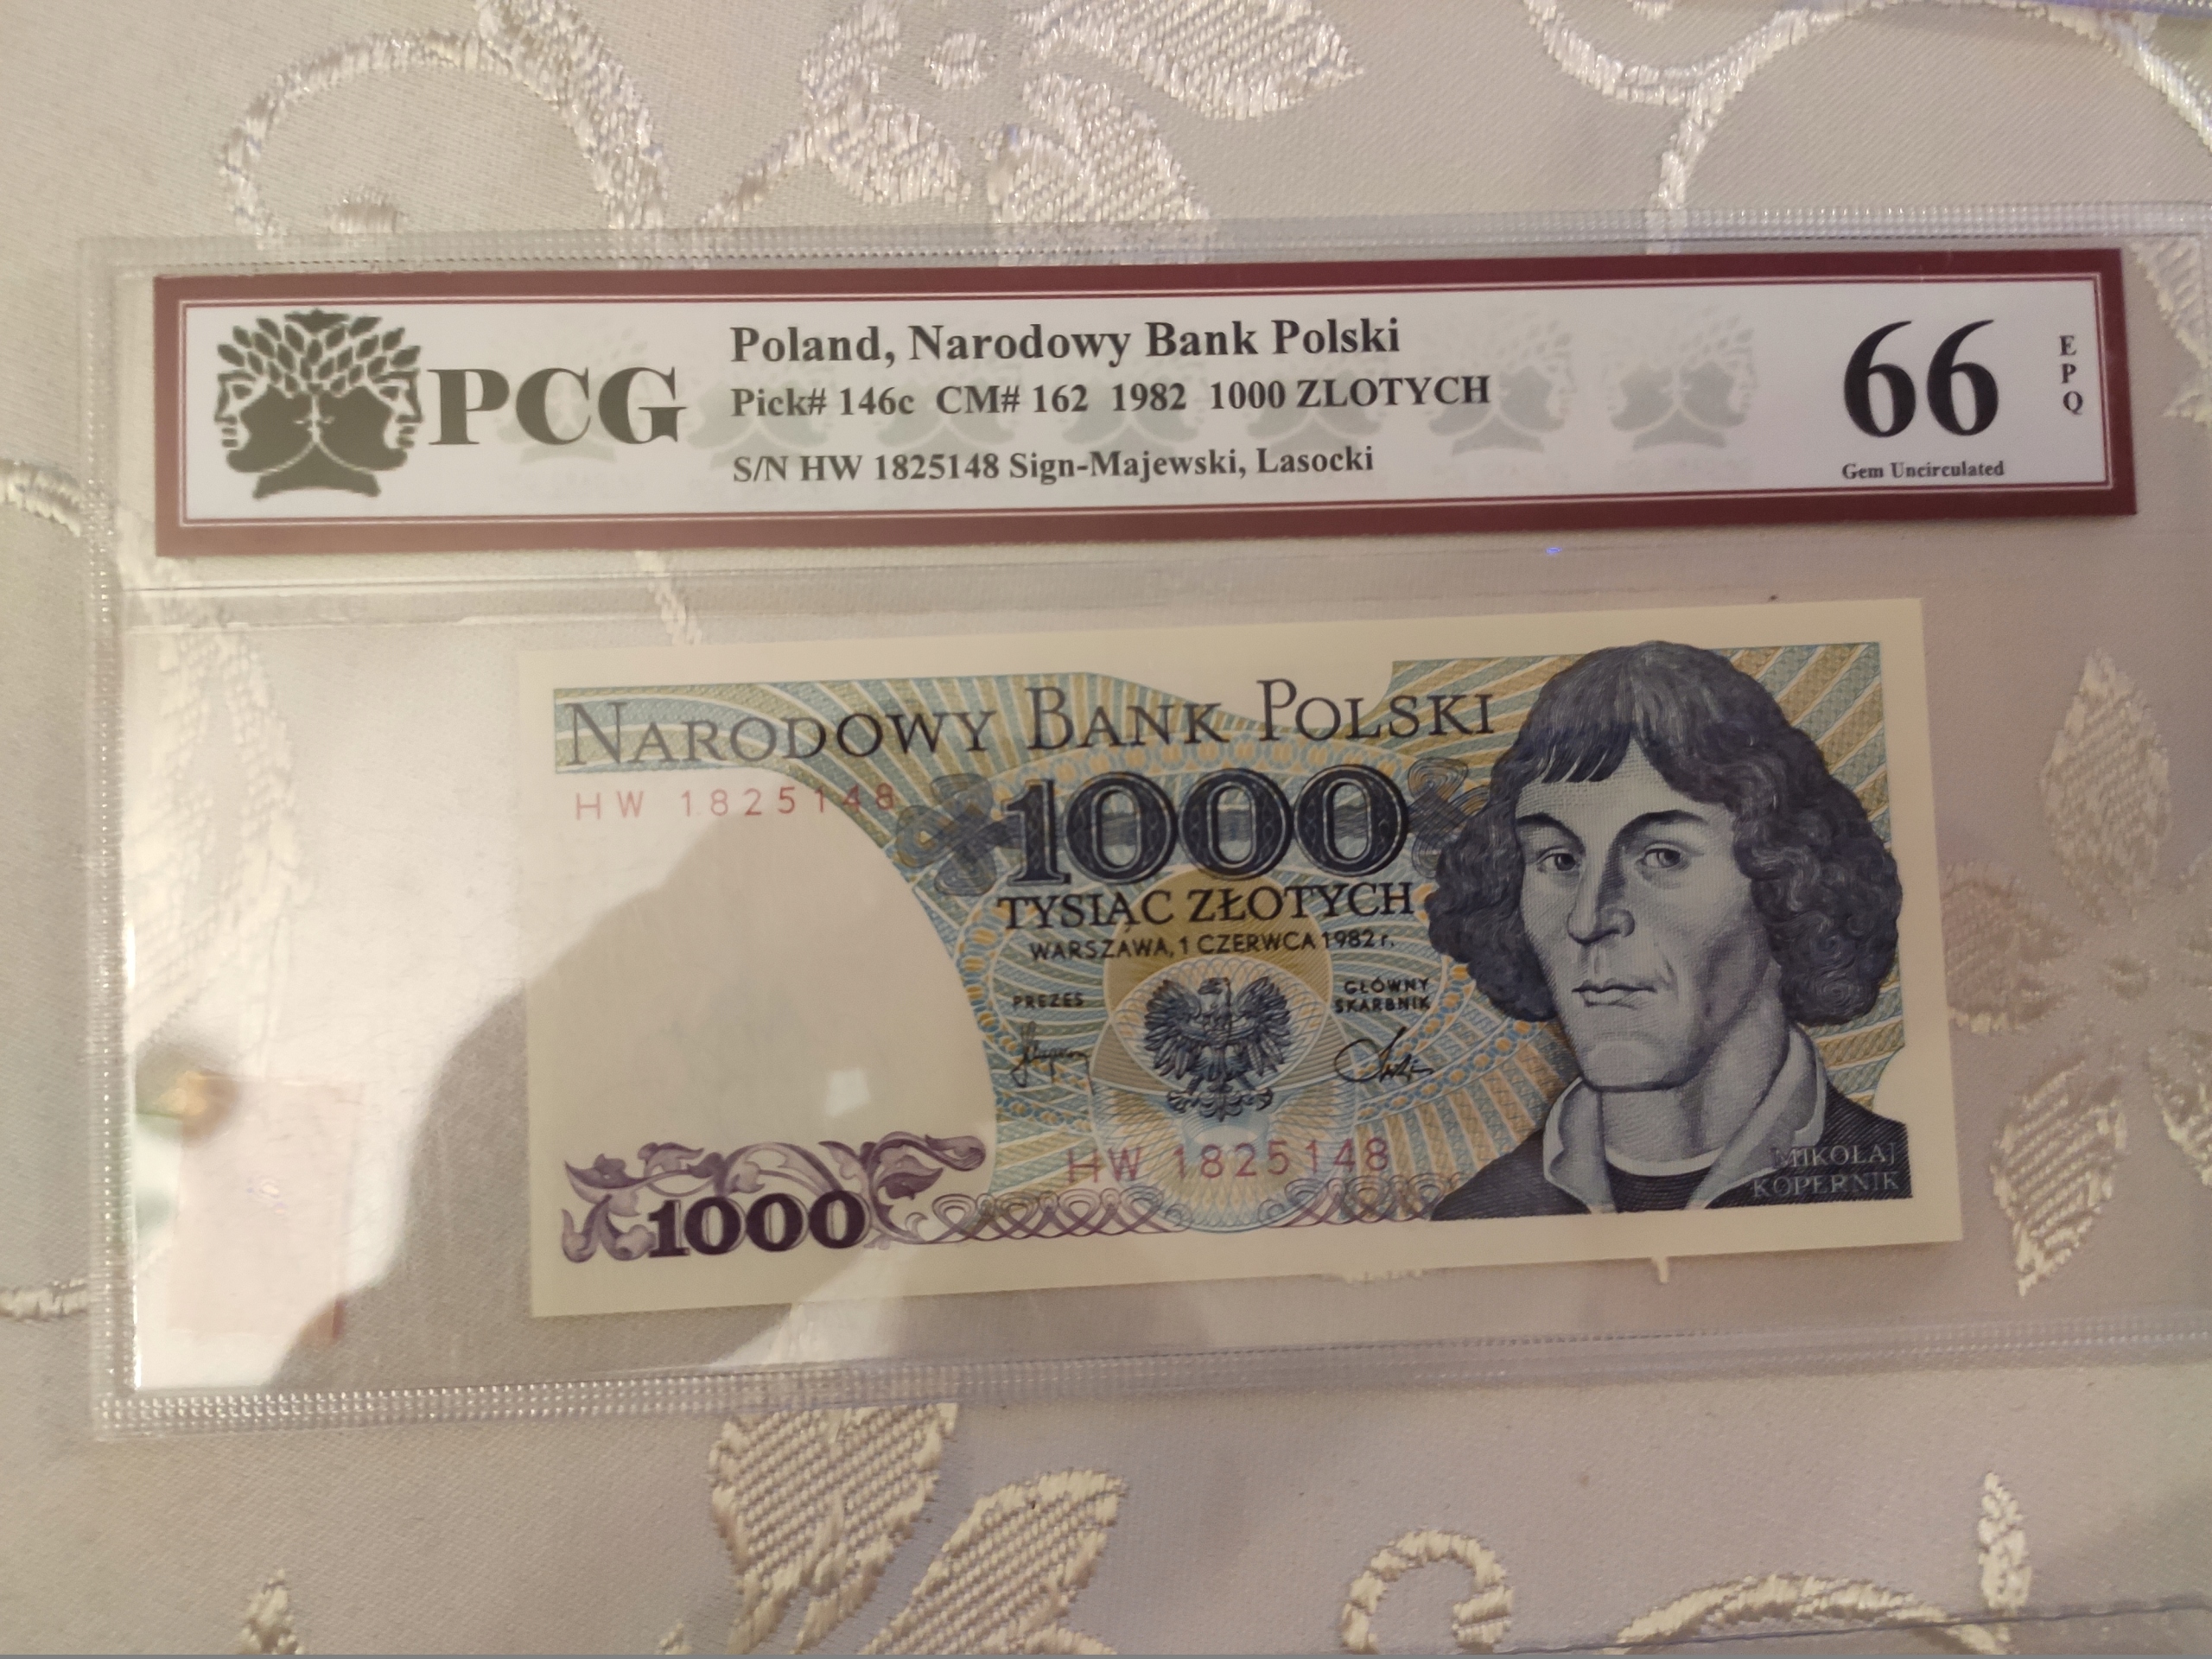 PCG
Poland, Narodowy Bank Polski
Pick# 146c CM# 162 1982 1000 ZLOTYCH
S/N HW 1825148 Sign-Majewski, Lasocki
66
EPQ
Gem Uncirculated
NARODOWY BANK POLSKI
HW 1825148
1000
TYSIĄC ZŁOTYCH
WARSZAWA, 1 CZERWCA 1982 r.
PREZES
GŁÓWNY
SKARBNIK
HW 1825148
MIKOŁAJ
KOPERNIK
1000